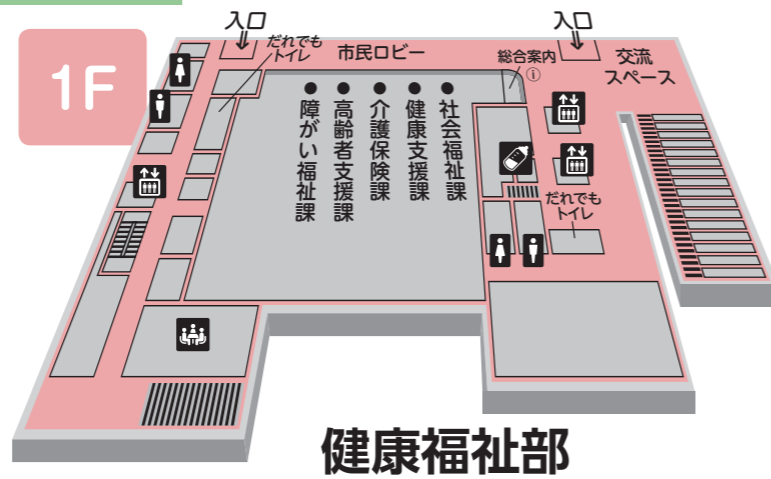 1F
入口
入口
だれでも
トイレ
市民ロビー
総合案内
ⓘ
交流
スペース
●社会福祉課
●健康支援課
●介護保険課
●高齢者支援課
●障がい福祉課
だれでも
トイレ
健康福祉部